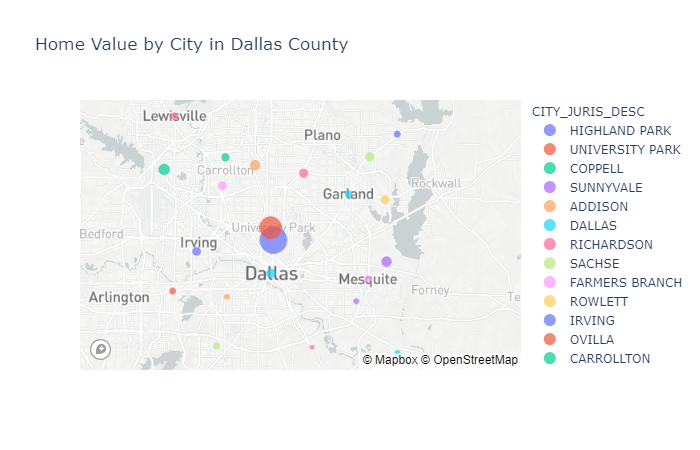 Home Value by City in Dallas County
CITY_JURIS_DESC
HIGHLAND PARK
UNIVERSITY PARK
COPPELL
SUNNYVALE
ADDISON
DALLAS
RICHARDSON
SACHSE
FARMERS BRANCH
ROWLETT
IRVING
OVILLA
CARROLLTON
Lewisville
Plano
Carrollton
Garland
Rockwall
University Park
Bedford
Irving
Dallas
Mesquite
Arlington
Forney
Te
© Mapbox © OpenStreetMap